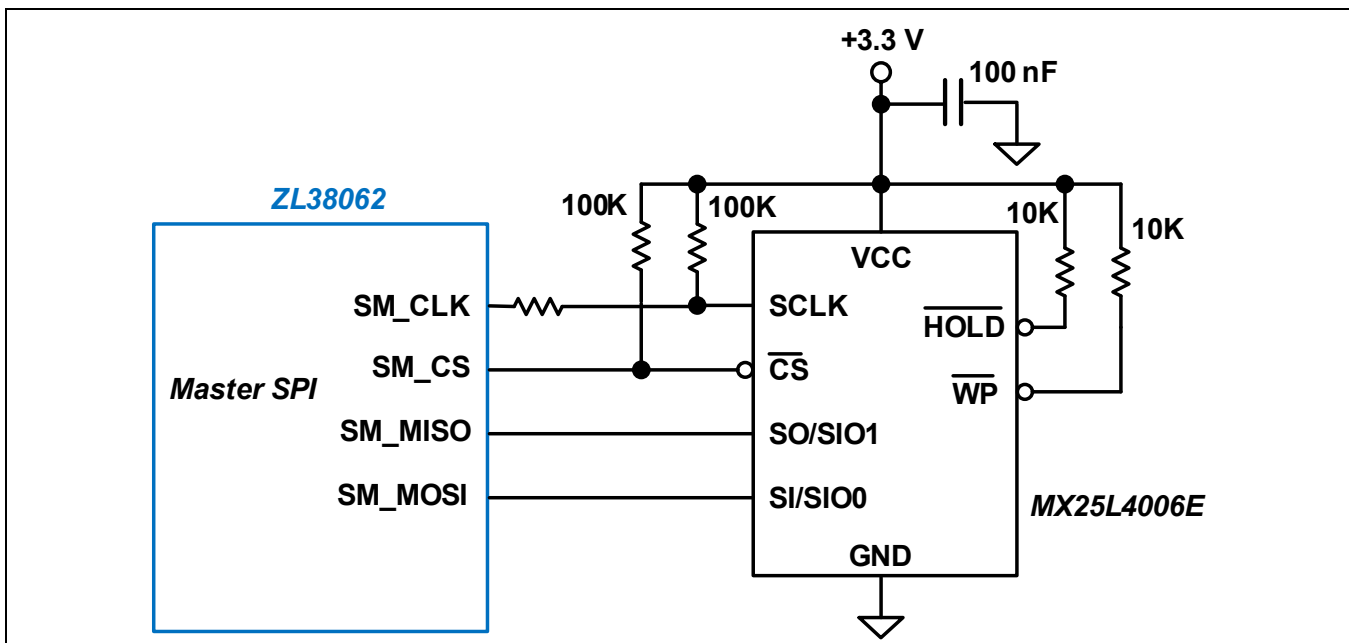 +3.3 V
100 nF
ZL38062
100K
100K
10K
10K
VCC
SM_CLK
SCLK
HOLD
SM_CS
CS
Master SPI
WP
SM_MISO
SO/SIO1
SM_MOSI
SI/SIO0
MX25L4006E
GND